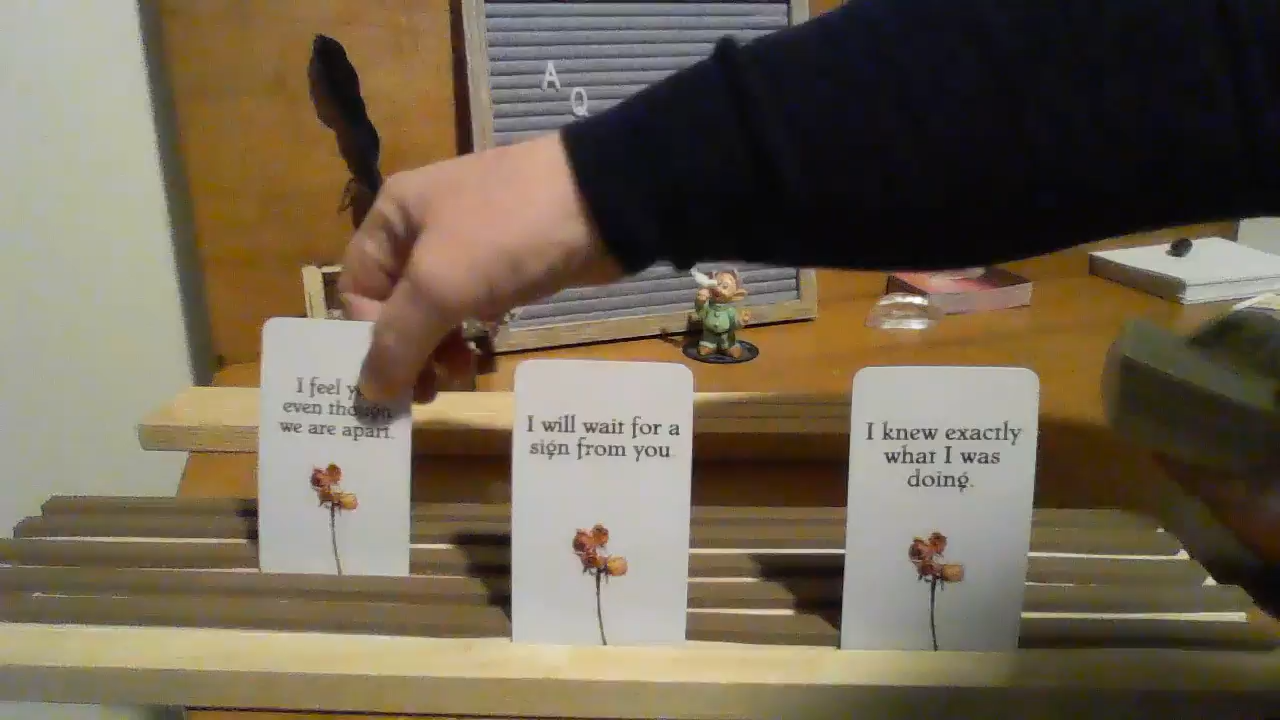 A
Q
I feel
even though
we are apart.
I will wait for a
sign from you.
I knew exactly
what I was
doing.